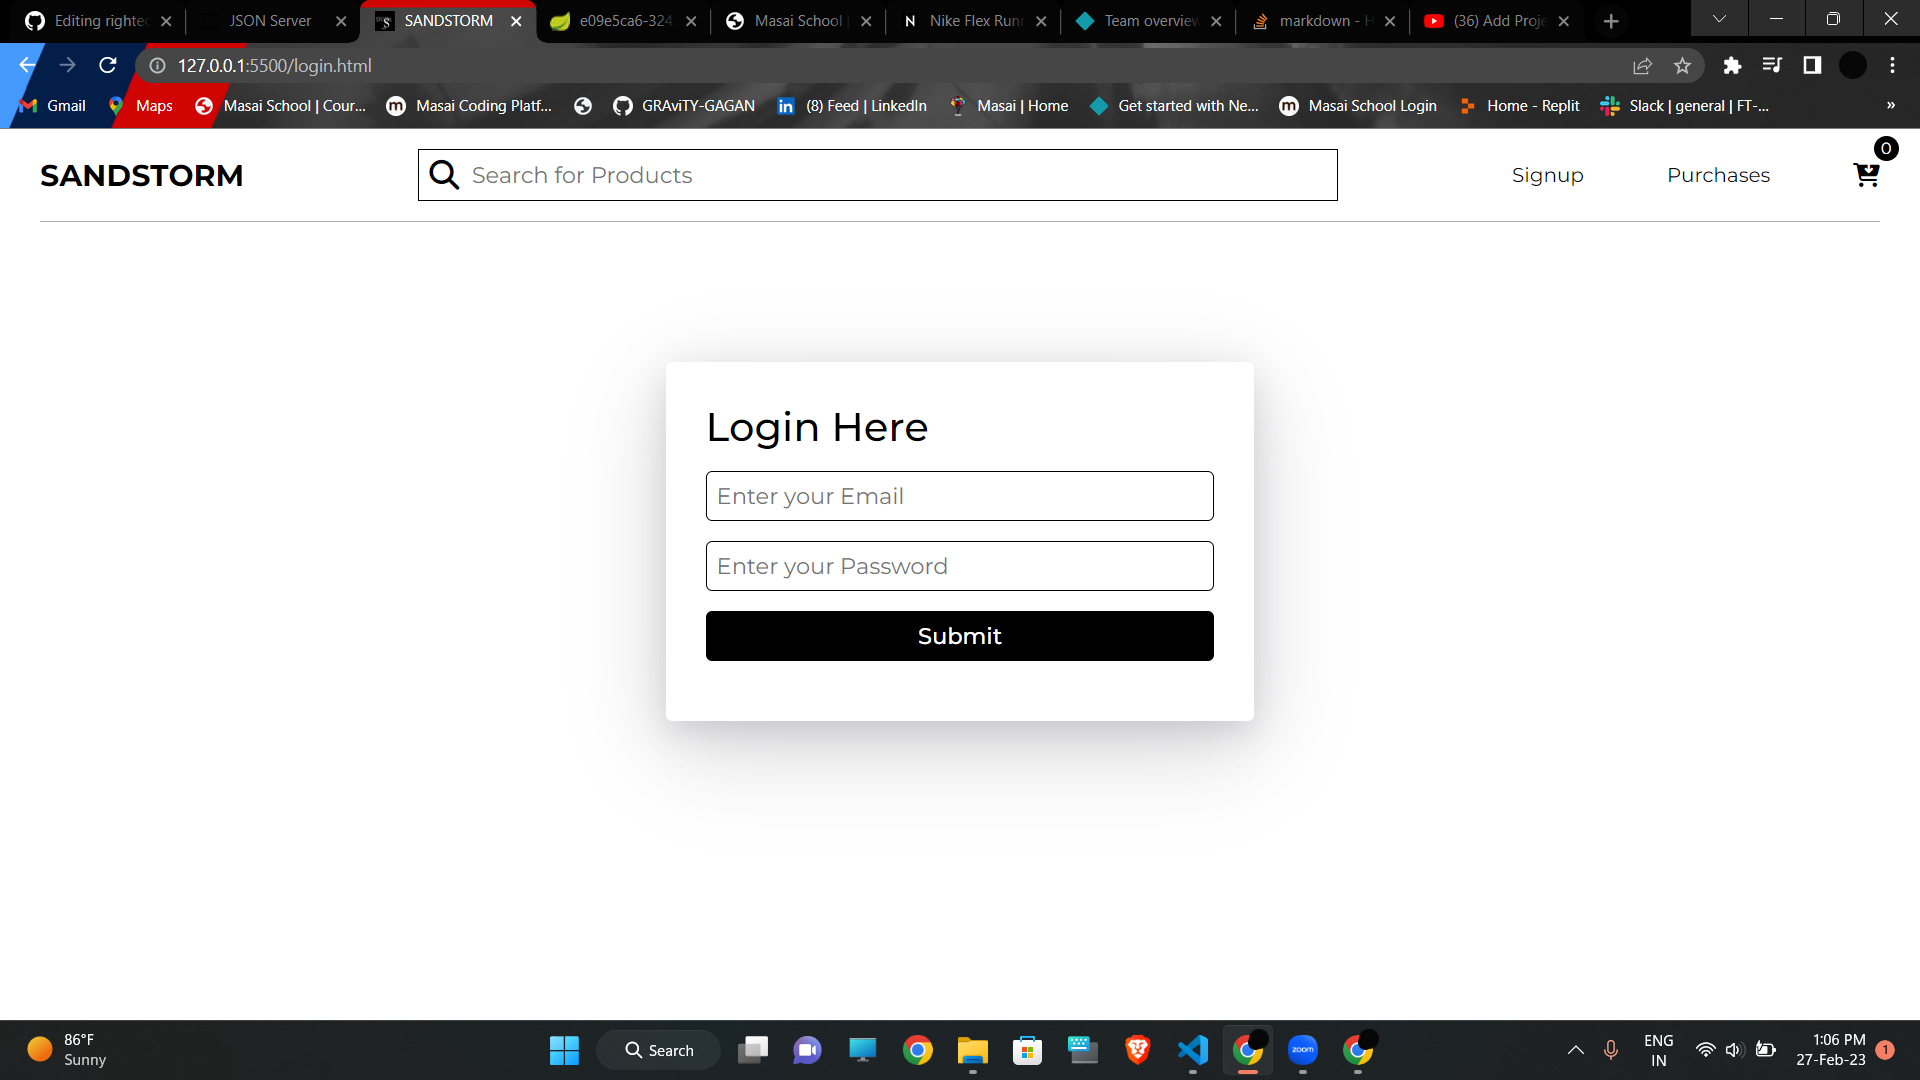 Editing righted
JSON Server
SANDSTORM
e09e5ca6-324
Masai School |
Nike Flex Runn
Team overview
markdown - H
(36) Add Proje
127.0.0.1:5500/login.html
Gmail
Maps
Masai School | Cour...
Masai Coding Platf...
GRAviTY-GAGAN
(8) Feed | LinkedIn
Masai | Home
Get started with Ne...
Masai School Login
Home - Replit
Slack | general | FT-...
»
SANDSTORM
Search for Products
Signup
Purchases
0
Login Here
Enter your Email
Enter your Password
Submit
86°F
Sunny
Search
zoom
ENG
IN
1:06 PM
27-Feb-23
1